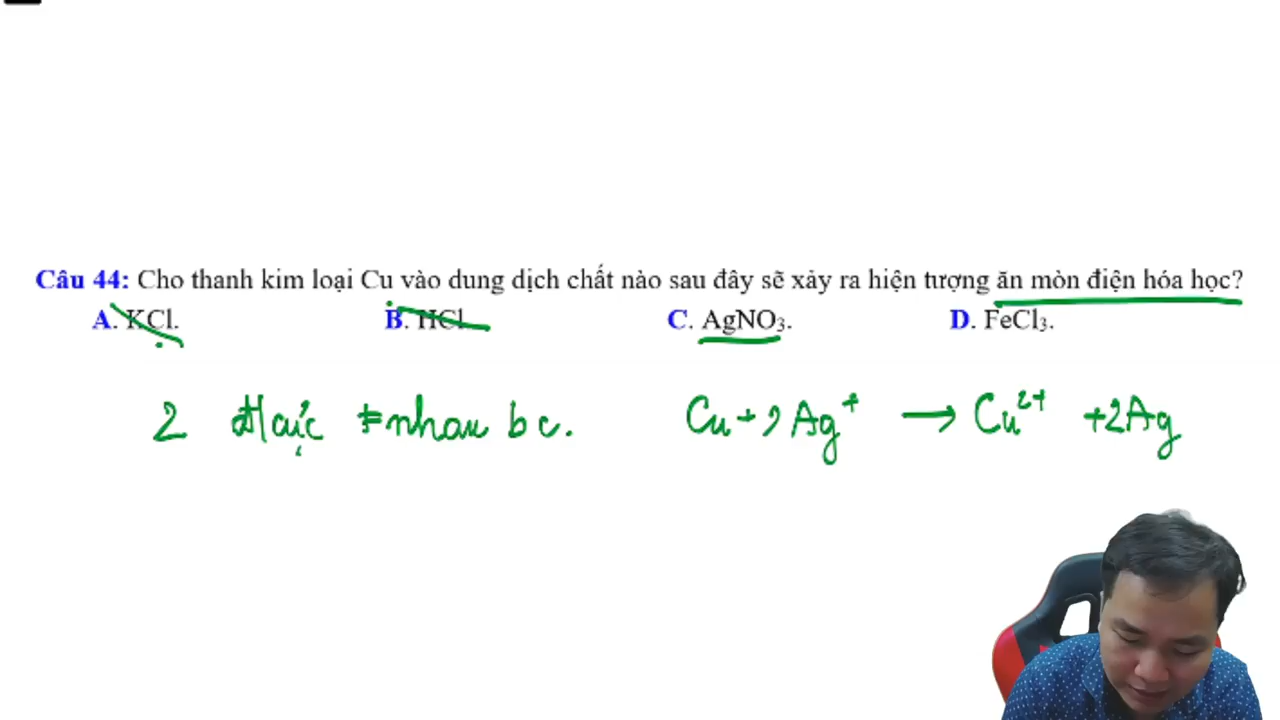 Câu 44: Cho thanh kim loại Cu vào dung dịch chất nào sau đây sẽ xảy ra hiện tượng ăn mòn điện hóa học?
A. KCl. B. HCl C. AgNO₃. D. FeCl₃.
2 ≠ nhau bc. Cu + 2Ag⁺ → Cu²⁺ + 2Ag